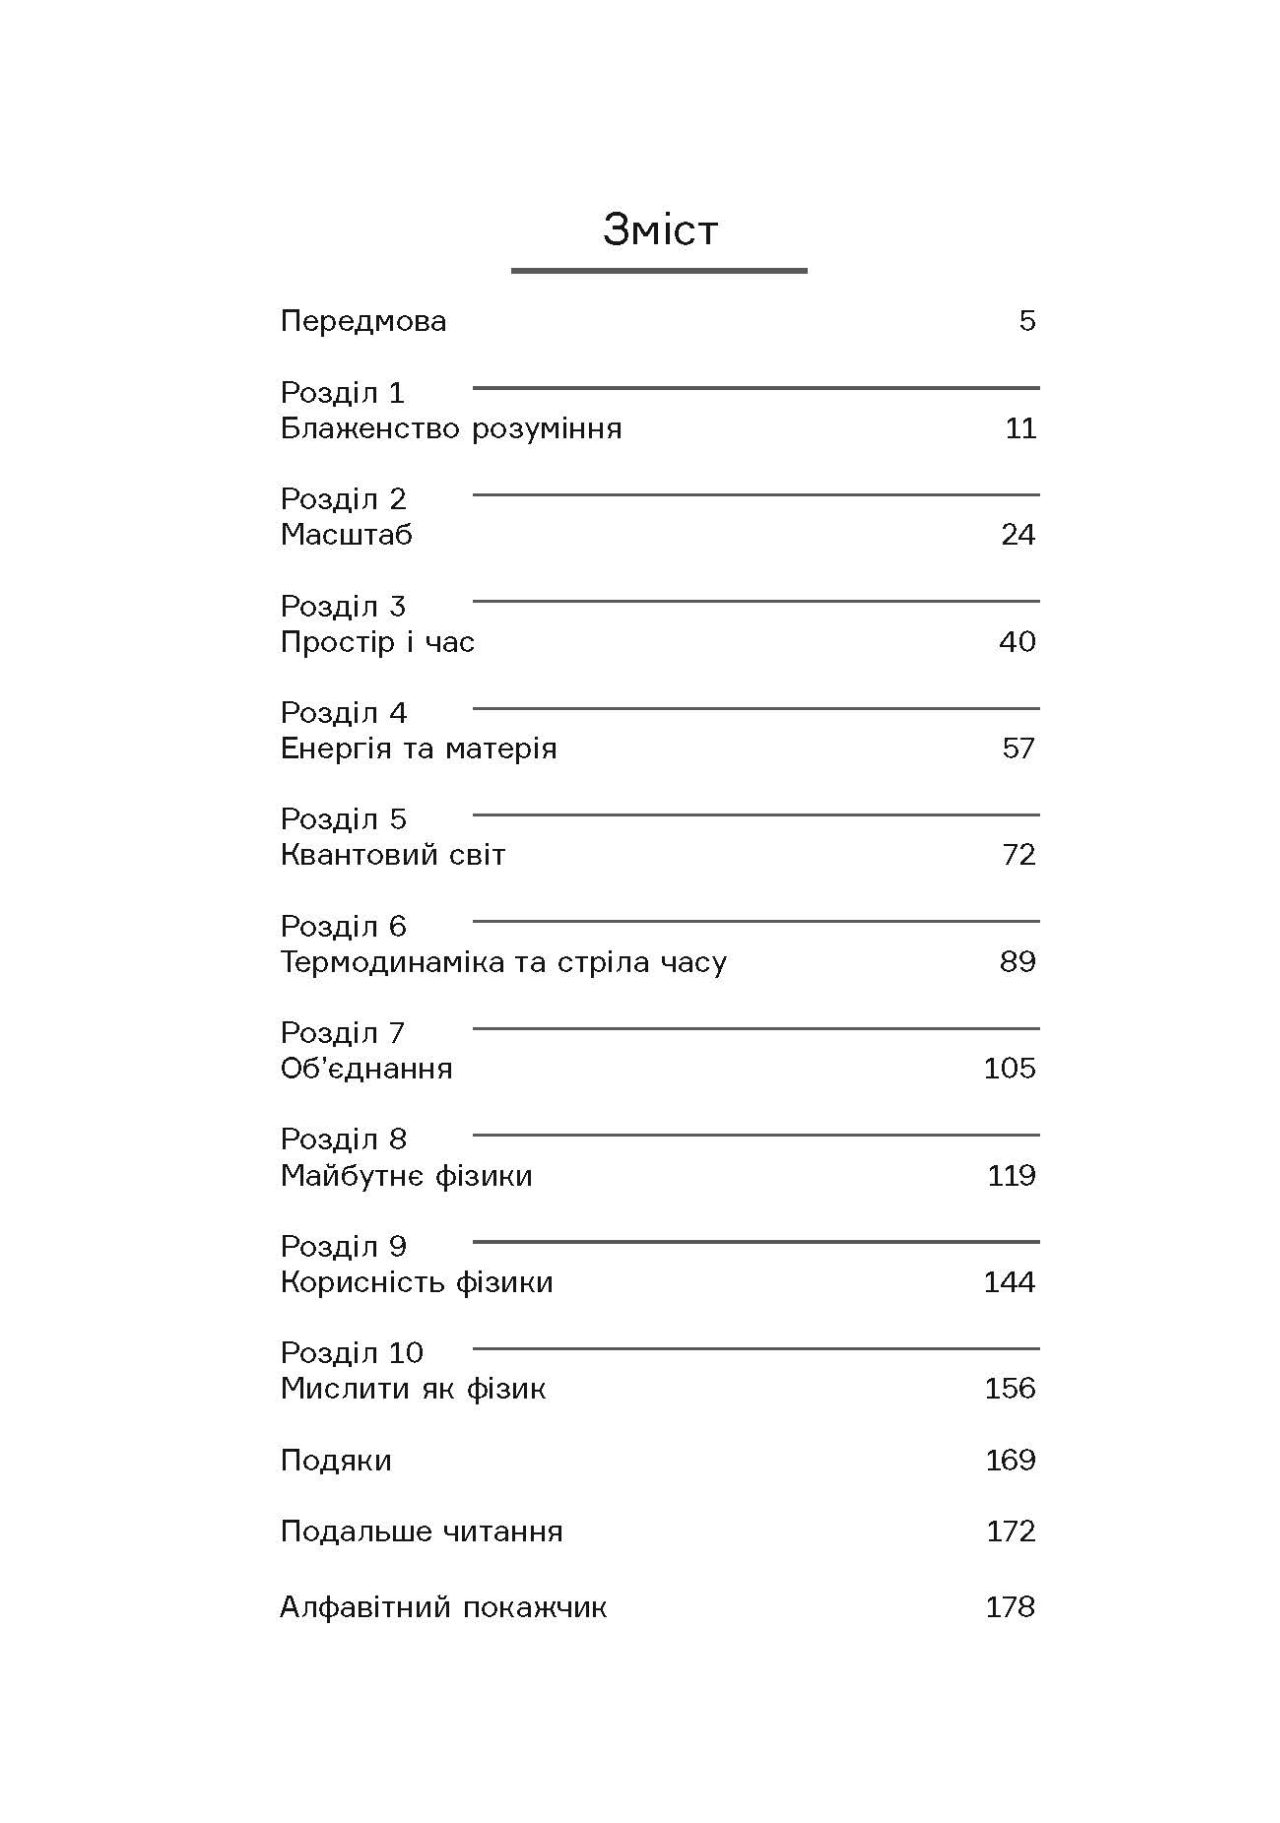 Зміст
Передмова 5
Розділ 1
Блаженство розуміння 11
Розділ 2
Масштаб 24
Розділ 3
Простір і час 40
Розділ 4
Енергія та матерія 57
Розділ 5
Квантовий світ 72
Розділ 6
Термодинаміка та стріла часу 89
Розділ 7
Об’єднання 105
Розділ 8
Майбутнє фізики 119
Розділ 9
Корисність фізики 144
Розділ 10
Мислити як фізик 156
Подяки 169
Подальше читання 172
Алфавітний покажчик 178